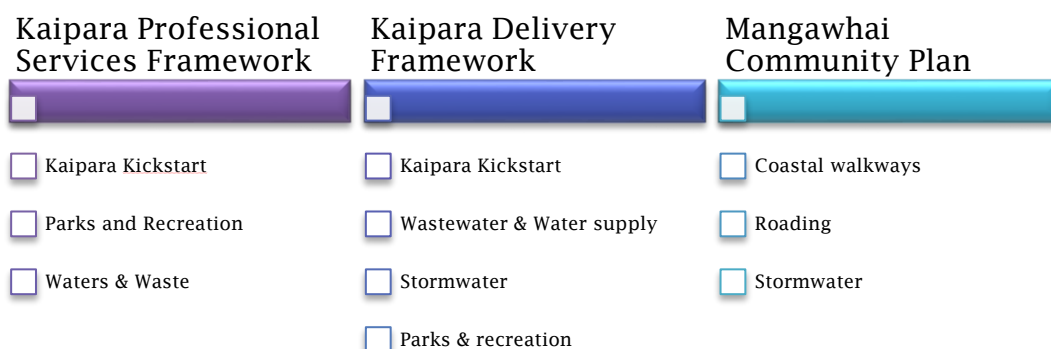 Kaipara Professional
Services Framework
Kaipara Kickstart
Parks and Recreation
Waters & Waste
Kaipara Delivery
Framework
Kaipara Kickstart
Wastewater & Water supply
Stormwater
Parks & recreation
Mangawhai
Community Plan
Coastal walkways
Roading
Stormwater